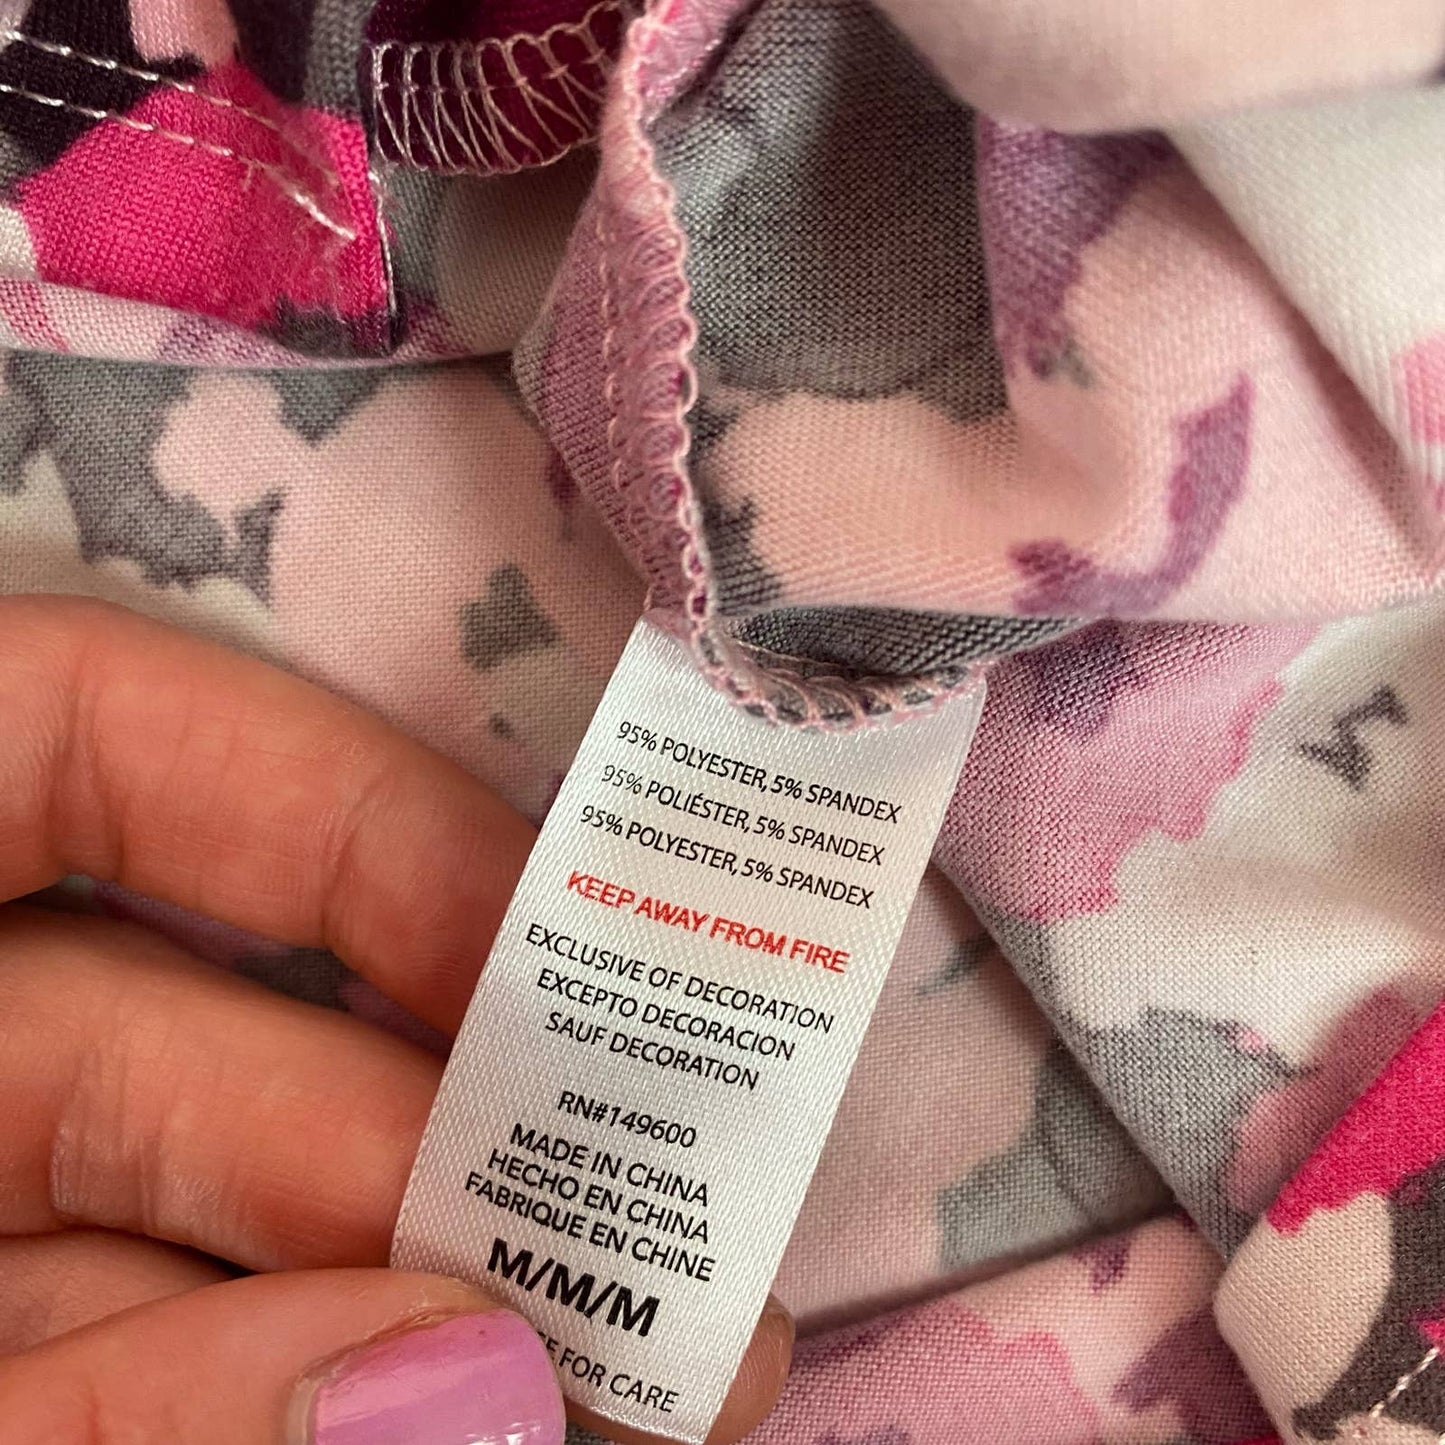 95% POLYESTER, 5% SPANDEX
95% POLIÉSTER, 5% SPANDEX
95% POLYESTER, 5% SPANDEX
KEEP AWAY FROM FIRE
EXCLUSIVE OF DECORATION
EXCEPTO DECORACION
SAUF DECORATION
RN#149600
MADE IN CHINA
HECHO EN CHINA
FABRIQUE EN CHINE
M/M/M
FOR CARE